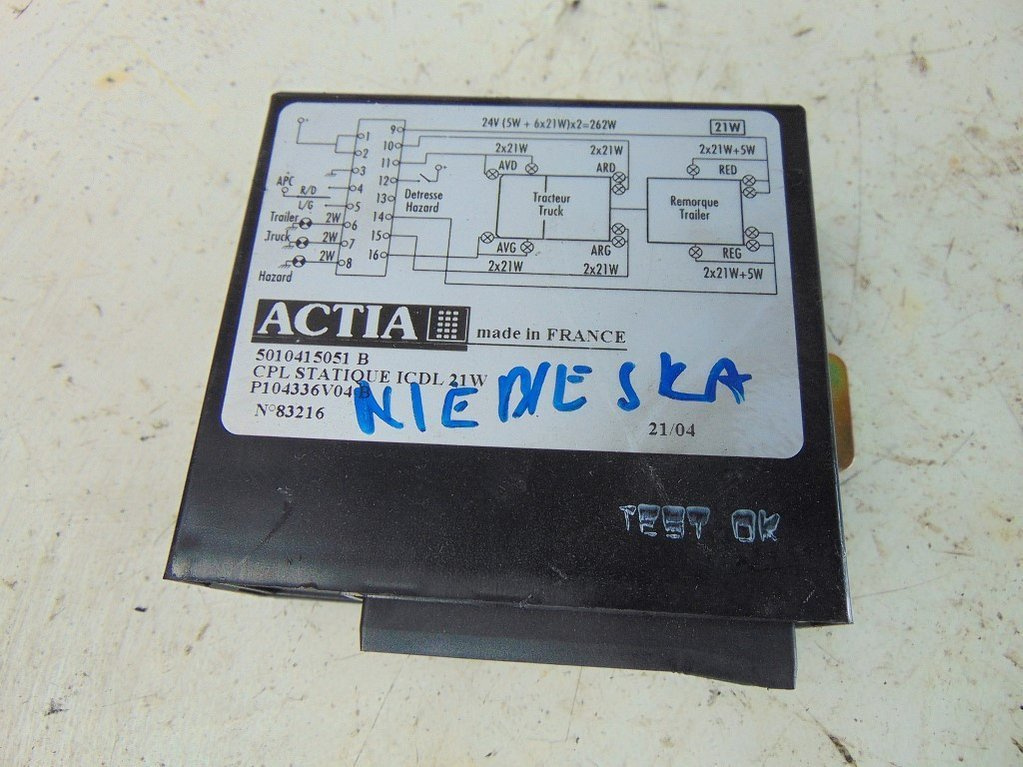 24V (5W + 6x21W)x2=262W 21W
1 9
2 10
3 11
4 12
5 13
6 14
7 15
8 16
APC
R/D
L/G
Trailer 2W
Truck 2W
2W
Hazard
Detresse
Hazard
2x21W 2x21W 2x21W+5W
AVD ARD RED
Tracteur
Truck
Remorque
Trailer
AVG ARG REG
2x21W 2x21W 2x21W+5W
ACTIA made in FRANCE
5010415051 B
CPL STATIQUE ICDL 21W
P104336V04 B
N°83216
NIEBIESKA
21/04
TEST OK